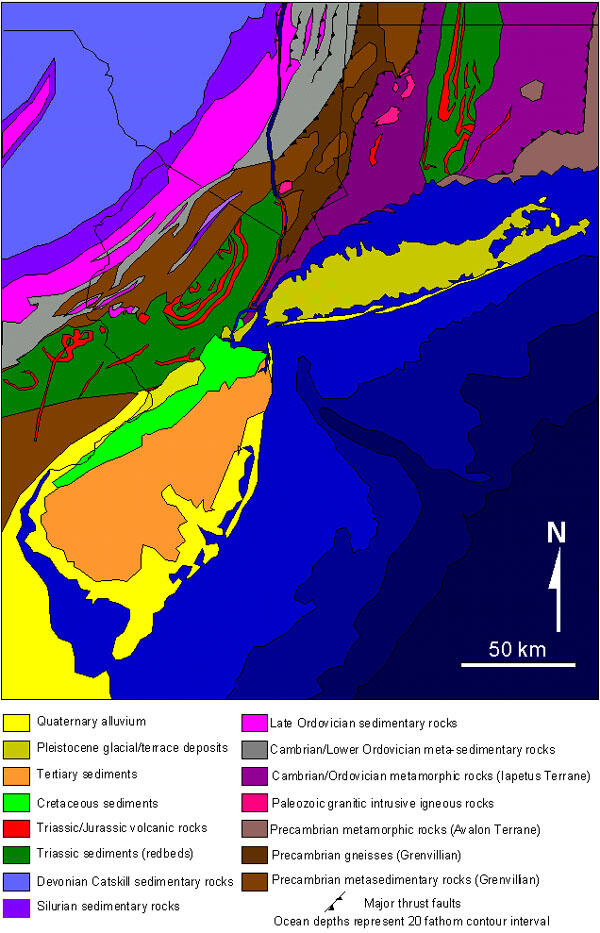 N
50 km
Quaternary alluvium
Pleistocene glacial/terrace deposits
Tertiary sediments
Cretaceous sediments
Triassic/Jurassic volcanic rocks
Triassic sediments (redbeds)
Devonian Catskill sedimentary rocks
Silurian sedimentary rocks
Late Ordovician sedimentary rocks
Cambrian/Lower Ordovician meta-sedimentary rocks
Cambrian/Ordovician metamorphic rocks (Iapetus Terrane)
Paleozoic granitic intrusive igneous rocks
Precambrian metamorphic rocks (Avalon Terrane)
Precambrian gneisses (Grenvillian)
Precambrian metasedimentary rocks (Grenvillian)
Major thrust faults
Ocean depths represent 20 fathom contour interval